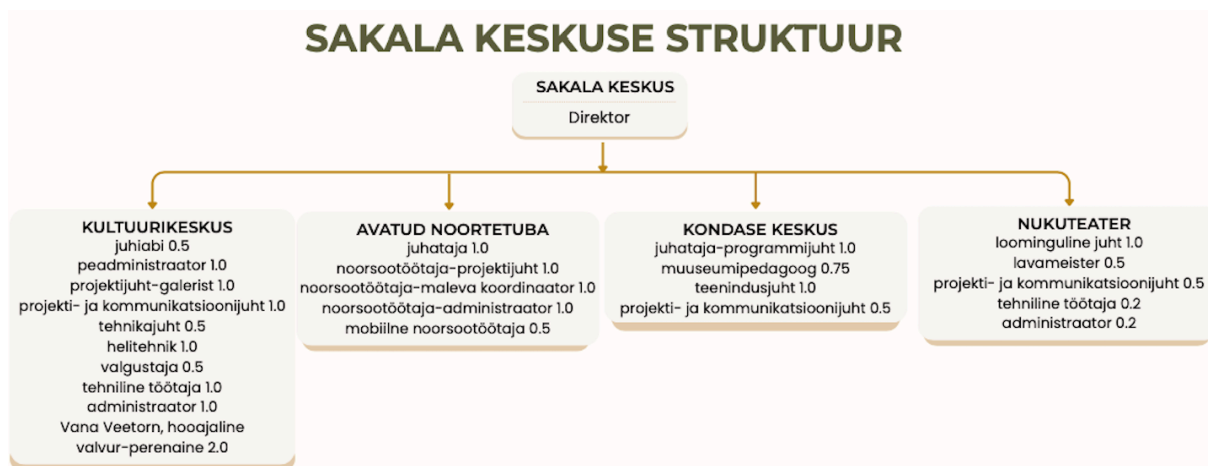 SAKALA KESKUSE STRUKTUUR
SAKALA KESKUS
Direktor
KULTUURIKESKUS
juhiabi 0.5
peadministraator 1.0
projektijuht-galerist 1.0
projekti- ja kommunikatsioonijuht 1.0
tehnikajuht 0.5
helitehnik 1.0
valgustaja 0.5
tehniline töötaja 1.0
administraator 1.0
Vana Veetorn, hooajaline
valvur-perenaine 2.0
AVATUD NOORTETUBA
juhataja 1.0
noorsootöötaja-projektijuht 1.0
noorsootöötaja-maleva koordinaator 1.0
noorsootöötaja-administraator 1.0
mobiilne noorsootöötaja 0.5
KONDASE KESKUS
juhataja-programmijuht 1.0
muuseumipedagoog 0.75
teenindusjuht 1.0
projekti- ja kommunikatsioonijuht 0.5
NUKUTEATER
loominguline juht 1.0
lavameister 0.5
projekti- ja kommunikatsioonijuht 0.5
tehniline töötaja 0.2
administraator 0.2